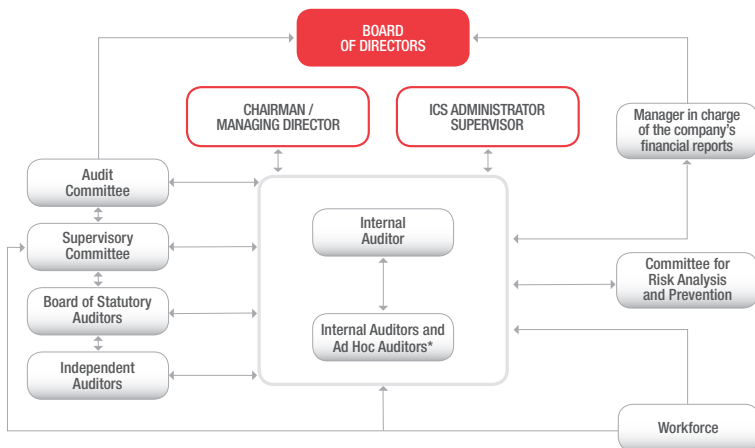 BOARD
OF DIRECTORS
CHAIRMAN /
MANAGING DIRECTOR
ICS ADMINISTRATOR
SUPERVISOR
Manager in charge
of the company's
financial reports
Audit
Committee
Supervisory
Committee
Board of Statutory
Auditors
Independent
Auditors
Internal
Auditor
Internal Auditors and
Ad Hoc Auditors*
Committee for
Risk Analysis
and Prevention
Workforce